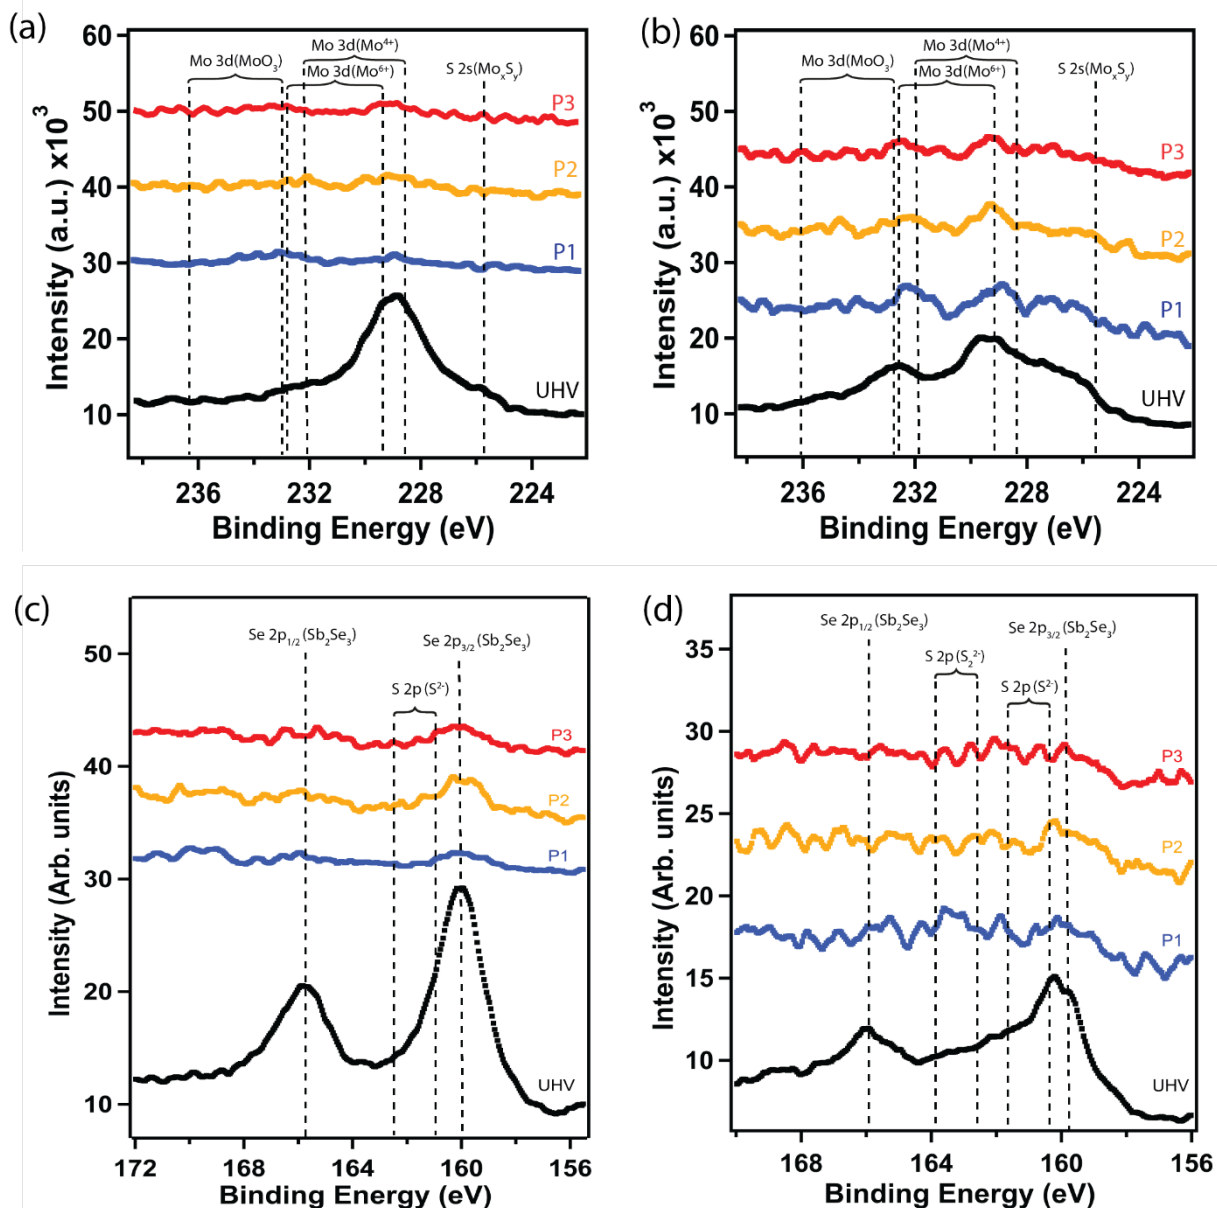 (a)
Intensity (a.u.) x10³
60
50
40
30
20
10
Mo 3d(Mo⁴⁺)
Mo 3d(MoO₃)
Mo 3d(Mo⁶⁺)
S 2s(MoₓSᵧ)
P3
P2
P1
UHV
236
232
228
224
Binding Energy (eV)
(b)
Intensity (a.u.) x10³
60
50
40
30
20
10
Mo 3d(Mo⁴⁺)
Mo 3d(MoO₃)
Mo 3d(Mo⁶⁺)
S 2s(MoₓSᵧ)
P3
P2
P1
UHV
236
232
228
224
Binding Energy (eV)
(c)
Intensity (Arb. units)
50
40
30
20
10
Se 2p₁/₂ (Sb₂Se₃)
Se 2p₃/₂ (Sb₂Se₃)
S 2p (S²⁻)
P3
P2
P1
UHV
172
168
164
160
156
Binding Energy (eV)
(d)
Intensity (Arb. units)
35
30
25
20
15
10
Se 2p₁/₂(Sb₂Se₃)
Se 2p₃/₂ (Sb₂Se₃)
S 2p (S₂²⁻)
S 2p (S²⁻)
P3
P2
P1
UHV
168
164
160
156
Binding Energy (eV)